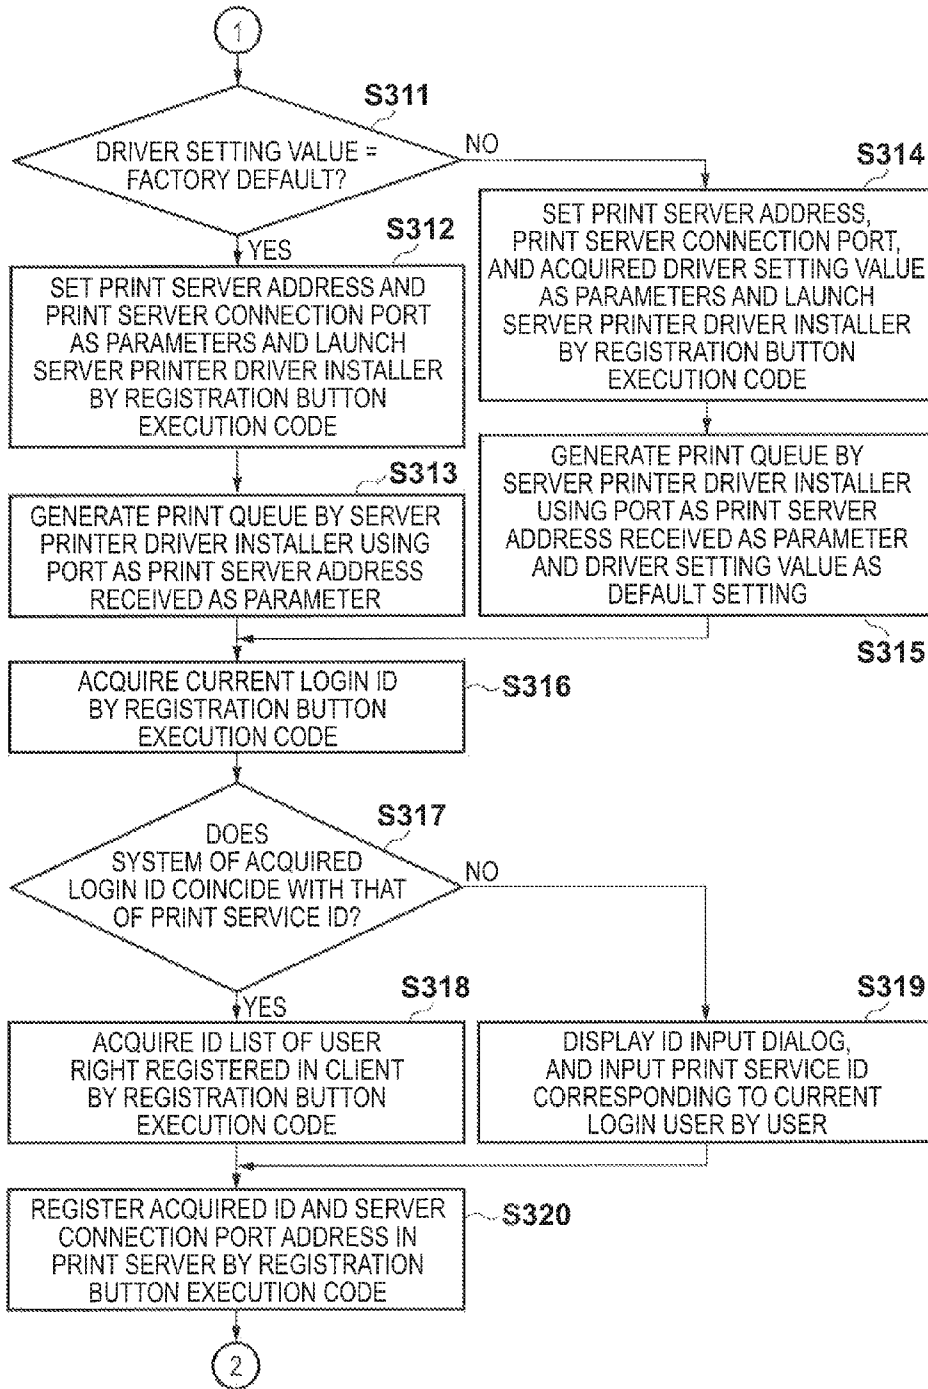 1
S311
DRIVER SETTING VALUE =
FACTORY DEFAULT?
NO
YES
S312
SET PRINT SERVER ADDRESS AND
PRINT SERVER CONNECTION PORT
AS PARAMETERS AND LAUNCH
SERVER PRINTER DRIVER INSTALLER
BY REGISTRATION BUTTON
EXECUTION CODE
S314
SET PRINT SERVER ADDRESS,
PRINT SERVER CONNECTION PORT,
AND ACQUIRED DRIVER SETTING VALUE
AS PARAMETERS AND LAUNCH
SERVER PRINTER DRIVER INSTALLER
BY REGISTRATION BUTTON
EXECUTION CODE
S313
GENERATE PRINT QUEUE BY SERVER
PRINTER DRIVER INSTALLER USING
PORT AS PRINT SERVER ADDRESS
RECEIVED AS PARAMETER
GENERATE PRINT QUEUE BY
SERVER PRINTER DRIVER INSTALLER
USING PORT AS PRINT SERVER
ADDRESS RECEIVED AS PARAMETER
AND DRIVER SETTING VALUE AS
DEFAULT SETTING
S315
ACQUIRE CURRENT LOGIN ID
BY REGISTRATION BUTTON
EXECUTION CODE
S316
S317
DOES
SYSTEM OF ACQUIRED
LOGIN ID COINCIDE WITH THAT
OF PRINT SERVICE ID?
NO
YES
S318
ACQUIRE ID LIST OF USER
RIGHT REGISTERED IN CLIENT
BY REGISTRATION BUTTON
EXECUTION CODE
S319
DISPLAY ID INPUT DIALOG,
AND INPUT PRINT SERVICE ID
CORRESPONDING TO CURRENT
LOGIN USER BY USER
REGISTER ACQUIRED ID AND SERVER
CONNECTION PORT ADDRESS IN
PRINT SERVER BY REGISTRATION
BUTTON EXECUTION CODE
S320
2